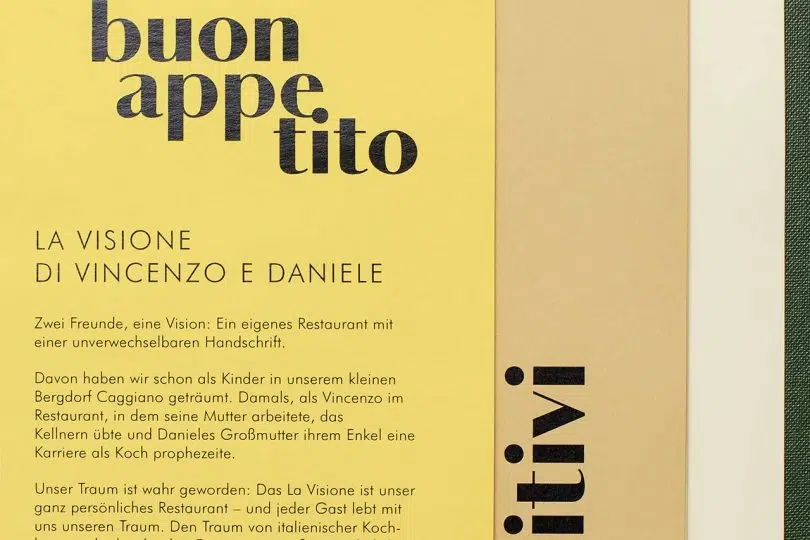 buon
appe
tito
LA VISIONE
DI VINCENZO E DANIELE
Zwei Freunde, eine Vision: Ein eigenes Restaurant mit
einer unverwechselbaren Handschrift.
Davon haben wir schon als Kinder in unserem kleinen
Bergdorf Caggiano geträumt. Damals, als Vincenzo im
Restaurant, in dem seine Mutter arbeitete, das
Kellnern übte und Danieles Großmutter ihrem Enkel eine
Karriere als Koch prophezeite.
Unser Traum ist wahr geworden: Das La Visione ist unser
ganz persönliches Restaurant – und jeder Gast lebt mit
uns unseren Traum. Den Traum von italienischer Koch-
itivi